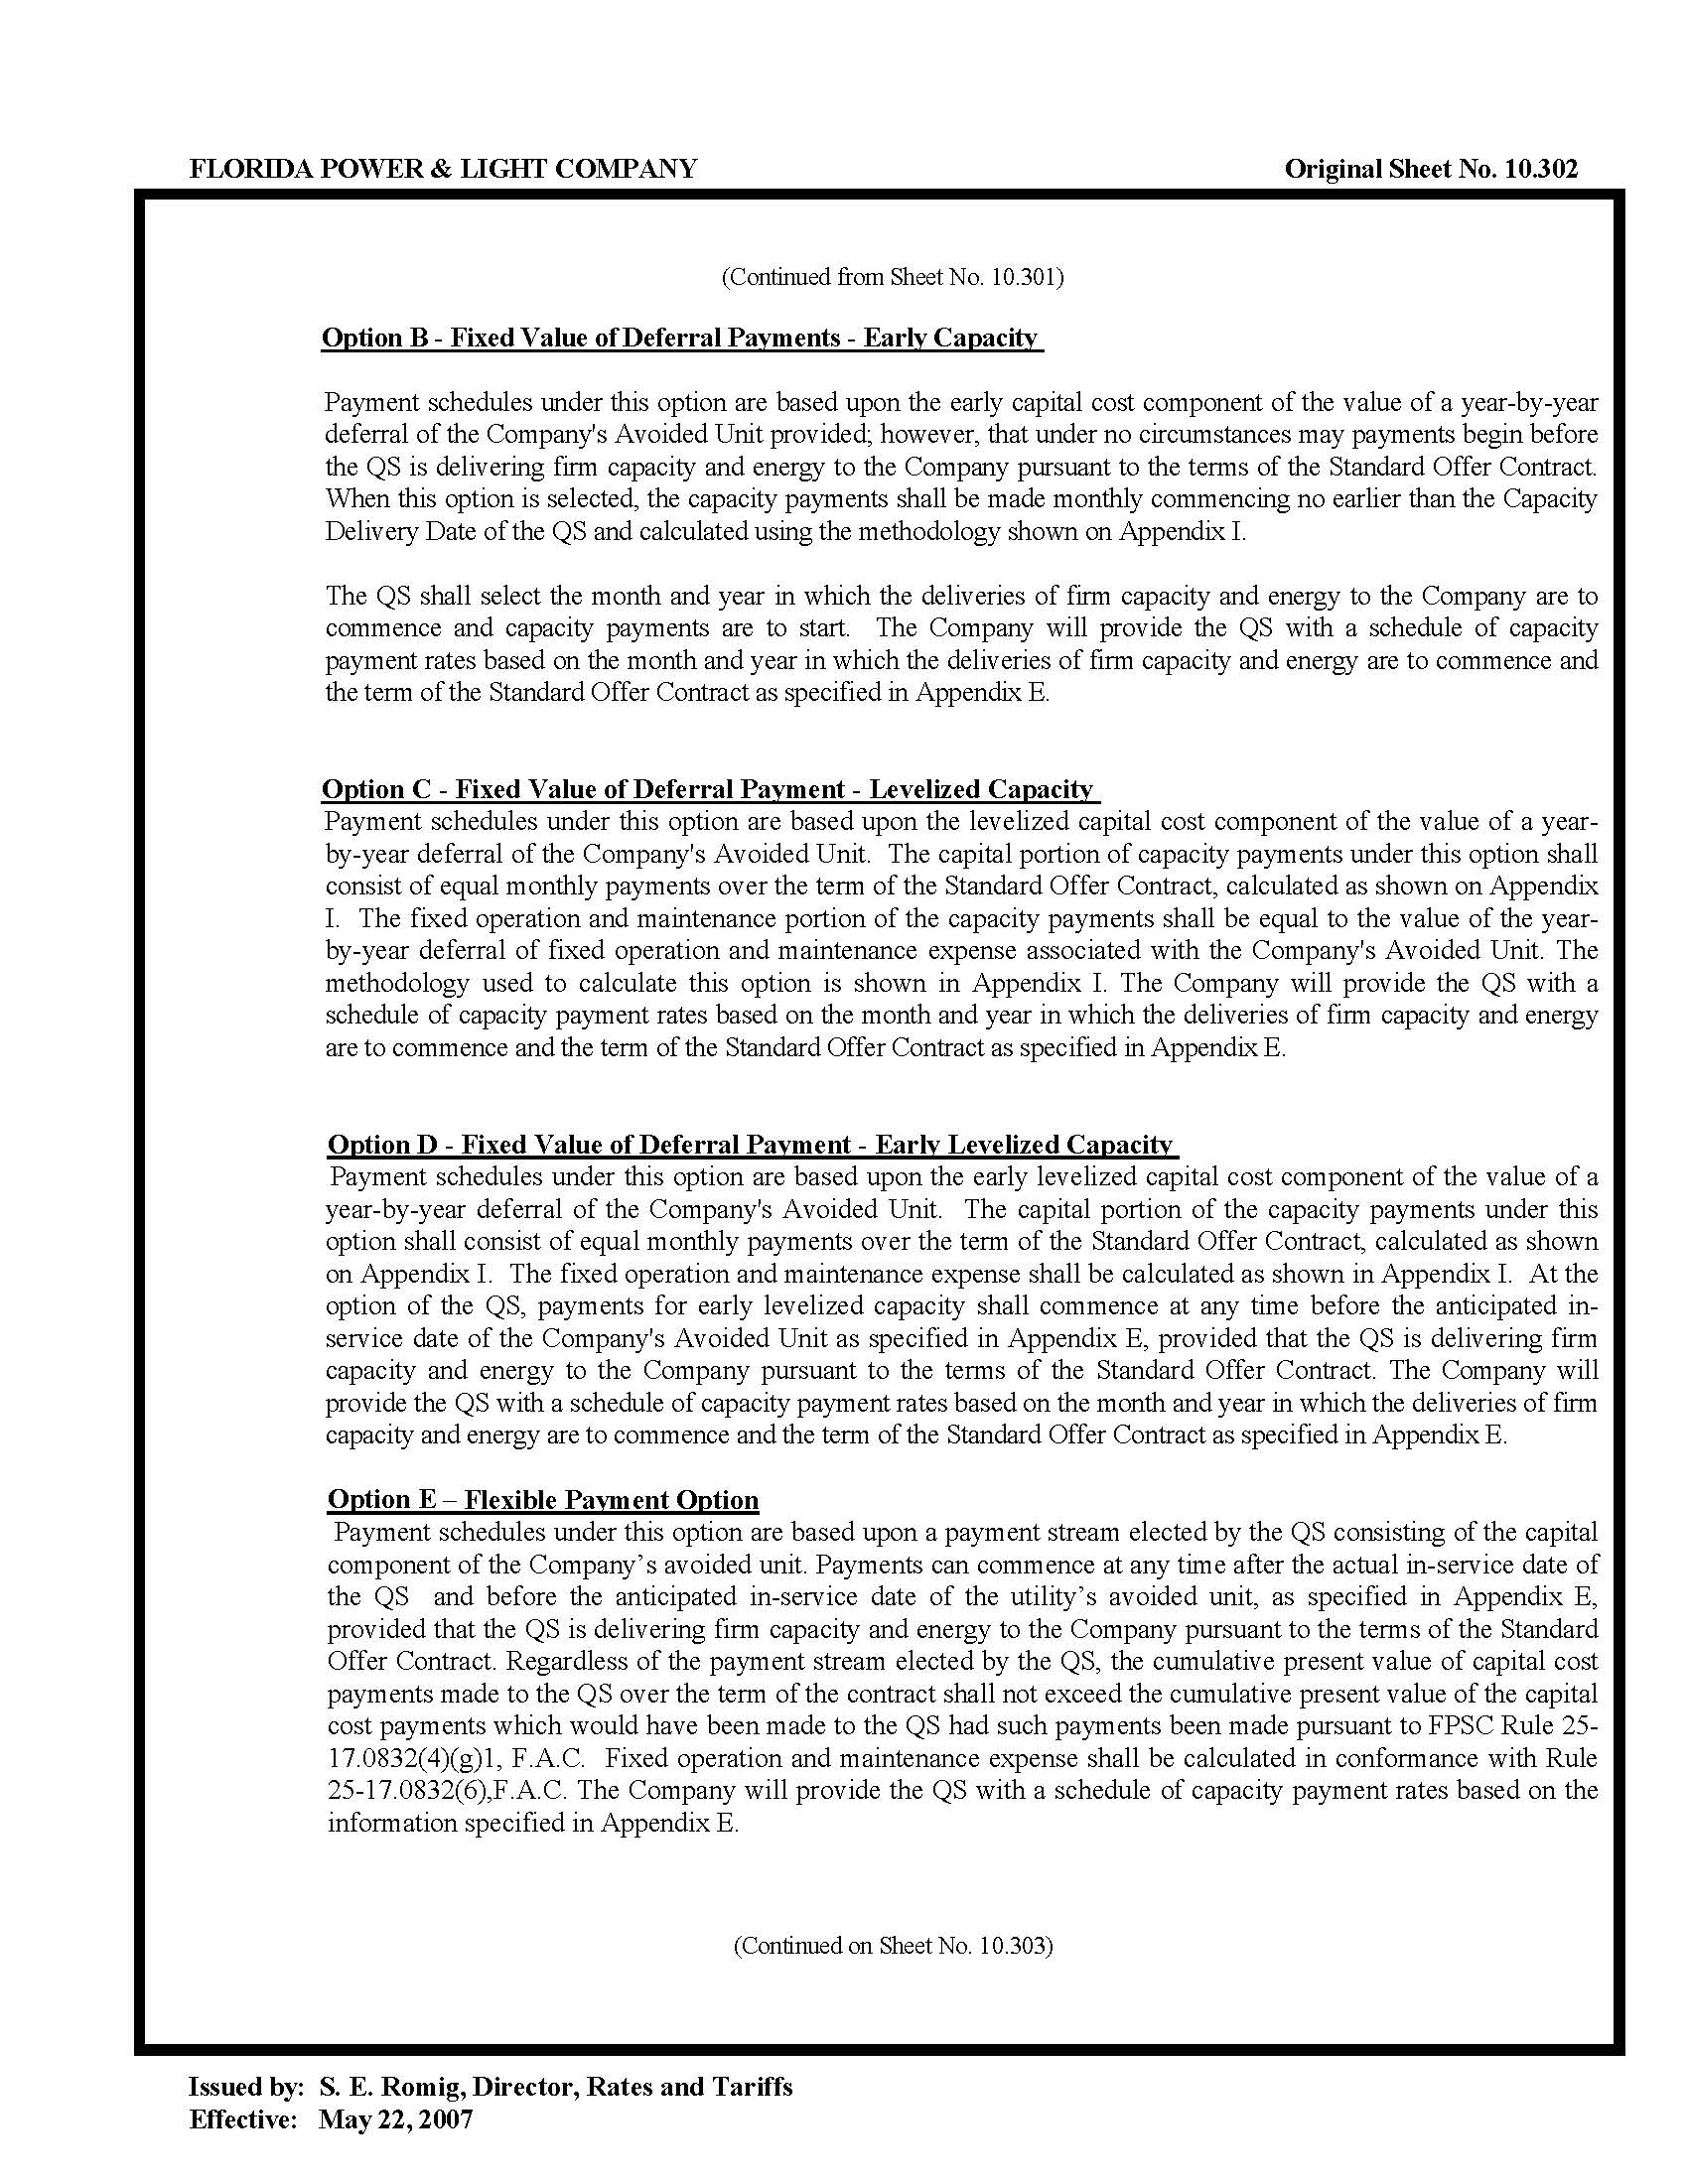 FLORIDA POWER & LIGHT COMPANY Original Sheet No. 10.302
(Continued from Sheet No. 10.301)
Option B - Fixed Value of Deferral Payments - Early Capacity
Payment schedules under this option are based upon the early capital cost component of the value of a year-by-year
deferral of the Company's Avoided Unit provided; however, that under no circumstances may payments begin before
the QS is delivering firm capacity and energy to the Company pursuant to the terms of the Standard Offer Contract.
When this option is selected, the capacity payments shall be made monthly commencing no earlier than the Capacity
Delivery Date of the QS and calculated using the methodology shown on Appendix I.
The QS shall select the month and year in which the deliveries of firm capacity and energy to the Company are to
commence and capacity payments are to start. The Company will provide the QS with a schedule of capacity
payment rates based on the month and year in which the deliveries of firm capacity and energy are to commence and
the term of the Standard Offer Contract as specified in Appendix E.
Option C - Fixed Value of Deferral Payment - Levelized Capacity
Payment schedules under this option are based upon the levelized capital cost component of the value of a year-
by-year deferral of the Company's Avoided Unit. The capital portion of capacity payments under this option shall
consist of equal monthly payments over the term of the Standard Offer Contract, calculated as shown on Appendix
I. The fixed operation and maintenance portion of the capacity payments shall be equal to the value of the year-
by-year deferral of fixed operation and maintenance expense associated with the Company's Avoided Unit. The
methodology used to calculate this option is shown in Appendix I. The Company will provide the QS with a
schedule of capacity payment rates based on the month and year in which the deliveries of firm capacity and energy
are to commence and the term of the Standard Offer Contract as specified in Appendix E.
Option D - Fixed Value of Deferral Payment - Early Levelized Capacity
Payment schedules under this option are based upon the early levelized capital cost component of the value of a
year-by-year deferral of the Company's Avoided Unit. The capital portion of the capacity payments under this
option shall consist of equal monthly payments over the term of the Standard Offer Contract, calculated as shown
on Appendix I. The fixed operation and maintenance expense shall be calculated as shown in Appendix I. At the
option of the QS, payments for early levelized capacity shall commence at any time before the anticipated in-
service date of the Company's Avoided Unit as specified in Appendix E, provided that the QS is delivering firm
capacity and energy to the Company pursuant to the terms of the Standard Offer Contract. The Company will
provide the QS with a schedule of capacity payment rates based on the month and year in which the deliveries of firm
capacity and energy are to commence and the term of the Standard Offer Contract as specified in Appendix E.
Option E – Flexible Payment Option
Payment schedules under this option are based upon a payment stream elected by the QS consisting of the capital
component of the Company’s avoided unit. Payments can commence at any time after the actual in-service date of
the QS and before the anticipated in-service date of the utility’s avoided unit, as specified in Appendix E,
provided that the QS is delivering firm capacity and energy to the Company pursuant to the terms of the Standard
Offer Contract. Regardless of the payment stream elected by the QS, the cumulative present value of capital cost
payments made to the QS over the term of the contract shall not exceed the cumulative present value of the capital
cost payments which would have been made to the QS had such payments been made pursuant to FPSC Rule 25-
17.0832(4)(g)1, F.A.C. Fixed operation and maintenance expense shall be calculated in conformance with Rule
25-17.0832(6),F.A.C. The Company will provide the QS with a schedule of capacity payment rates based on the
information specified in Appendix E.
(Continued on Sheet No. 10.303)
Issued by: S. E. Romig, Director, Rates and Tariffs
Effective: May 22, 2007